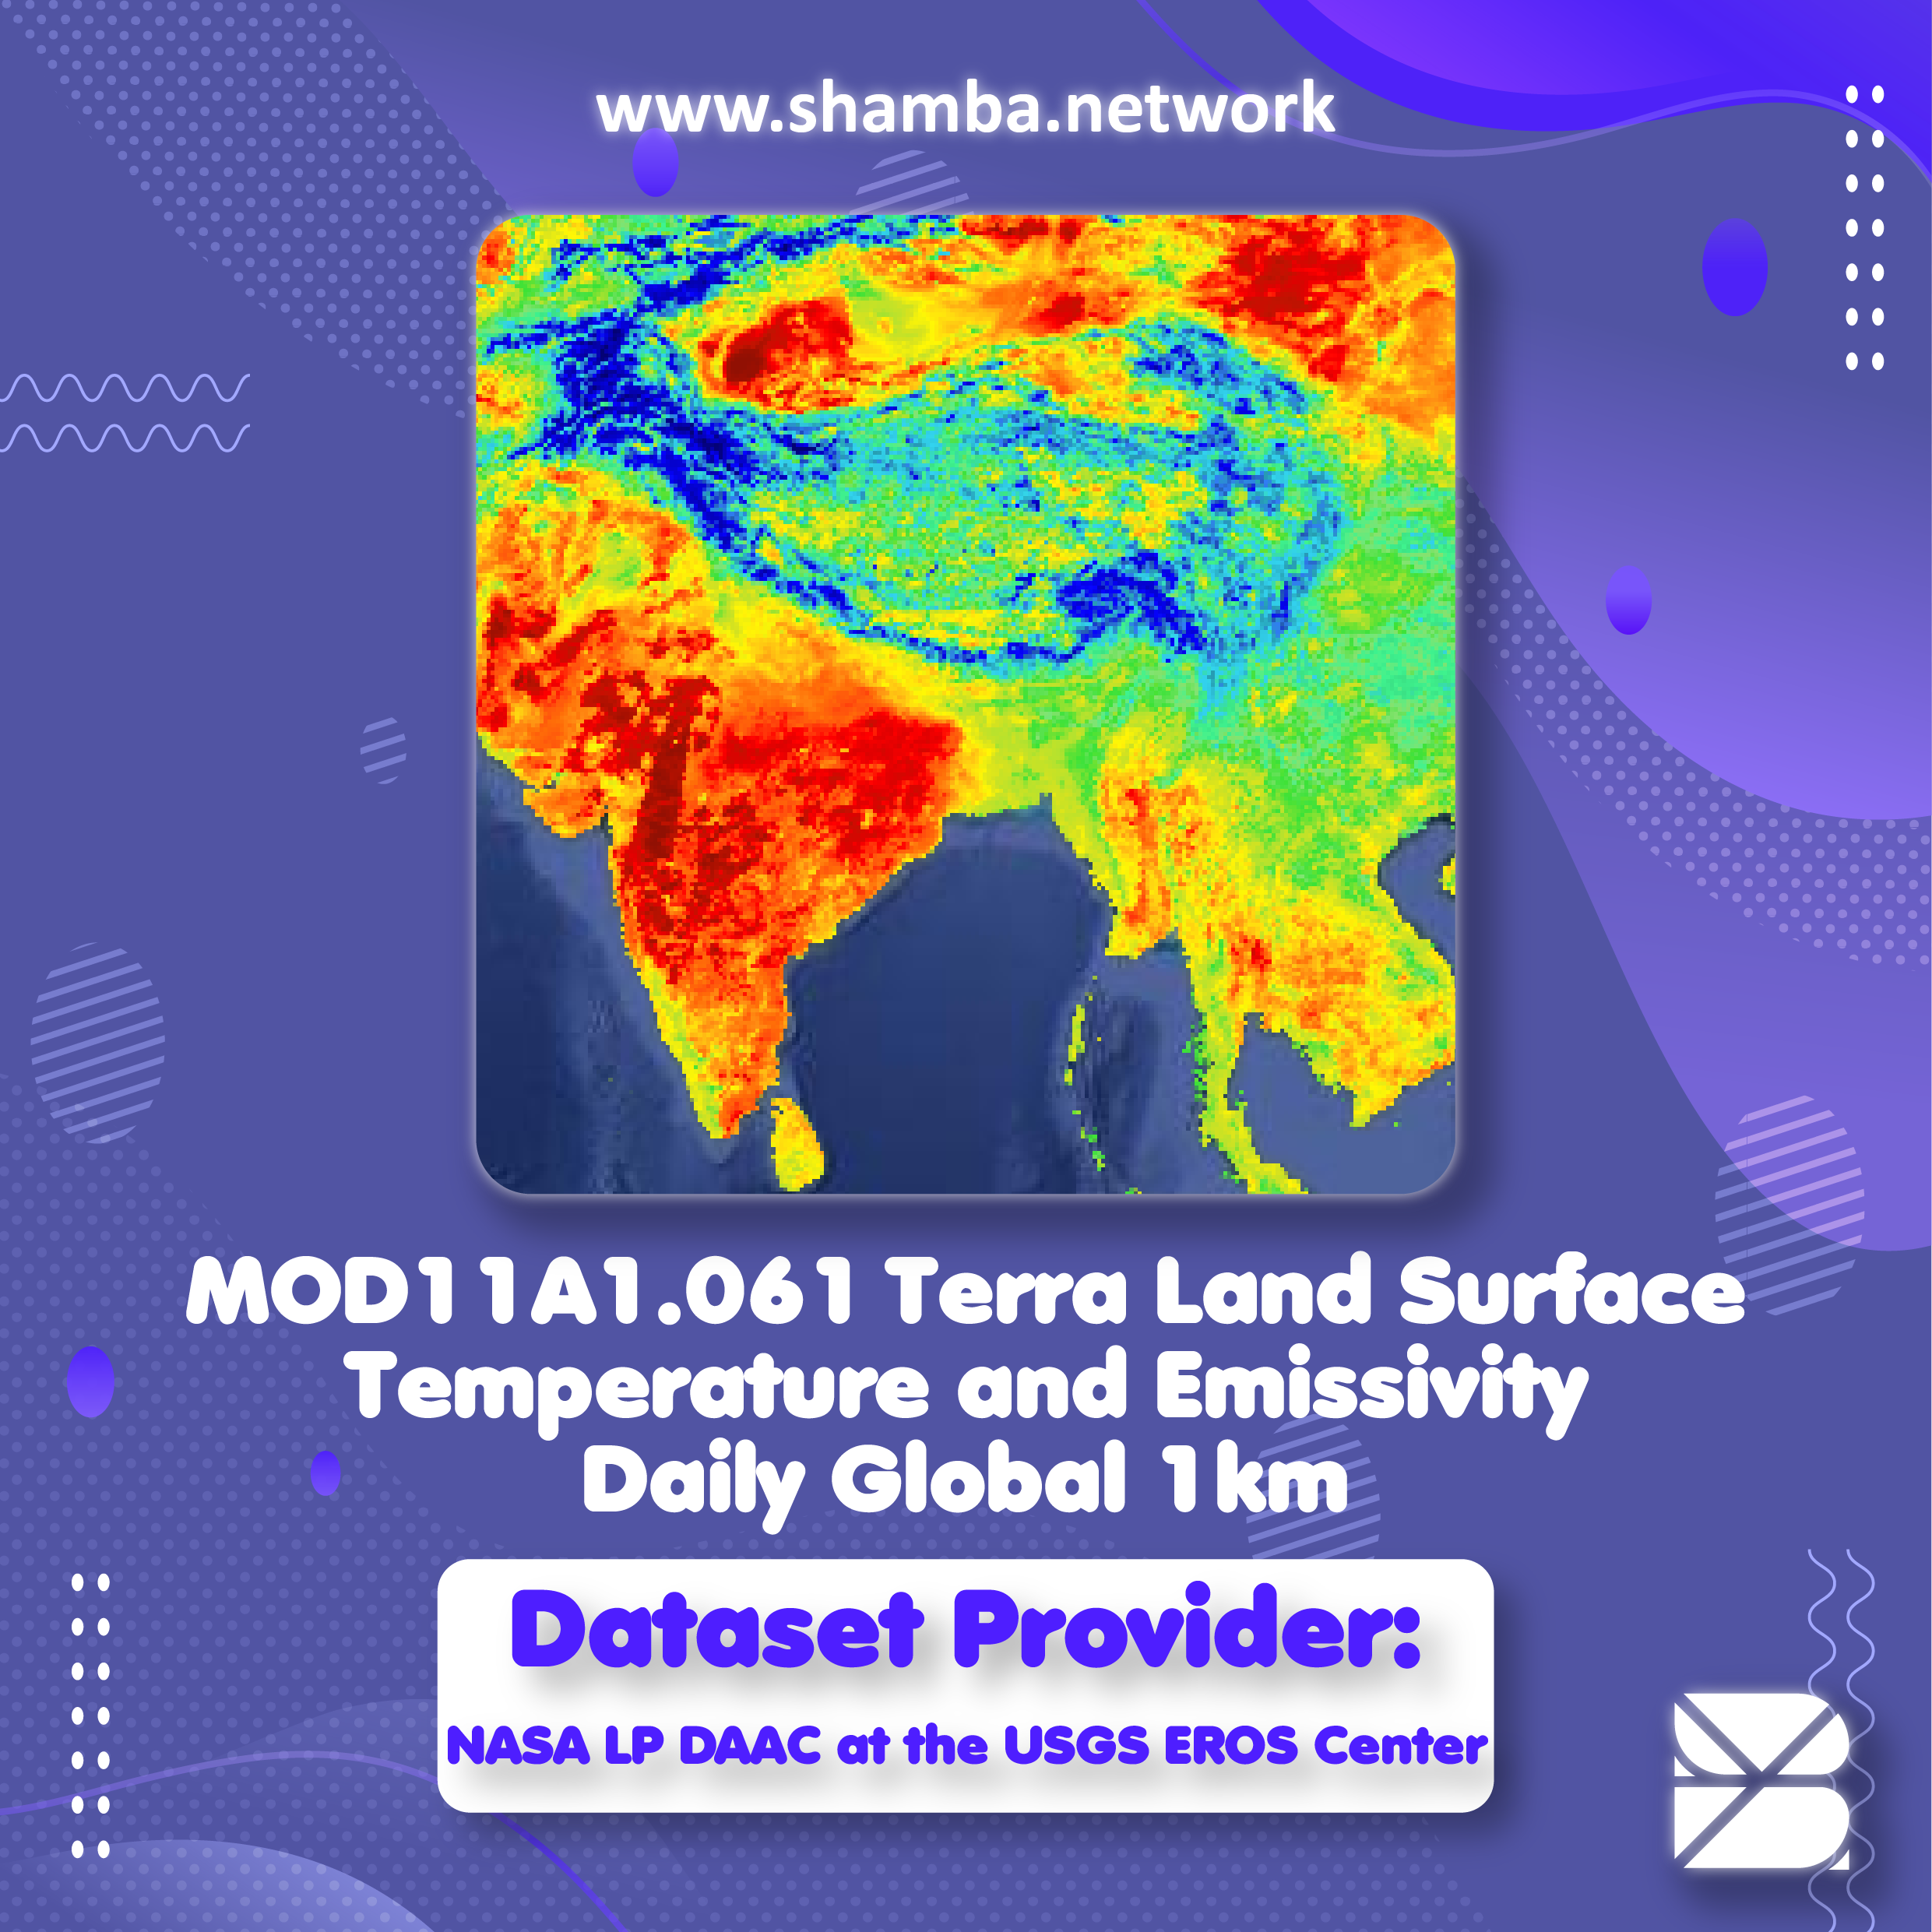 www.shamba.network
MOD11A1.061 Terra Land Surface
Temperature and Emissivity
Daily Global 1km
Dataset Provider:
NASA LP DAAC at the USGS EROS Center